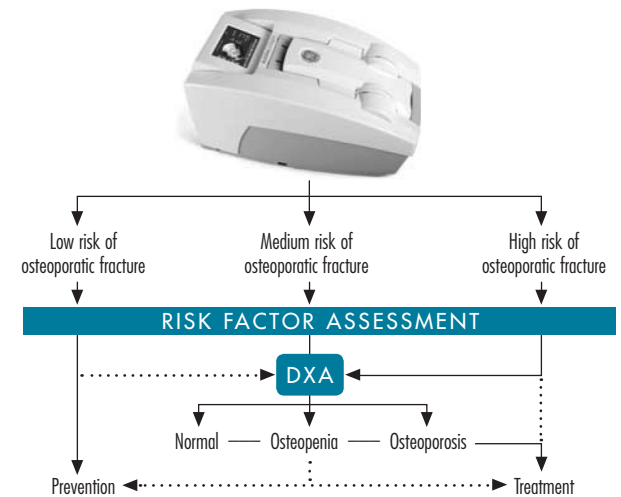 Low risk of
osteoporatic fracture
Medium risk of
osteoporatic fracture
High risk of
osteoporatic fracture
RISK FACTOR ASSESSMENT
DXA
Normal
Osteopenia
Osteoporosis
Prevention
Treatment